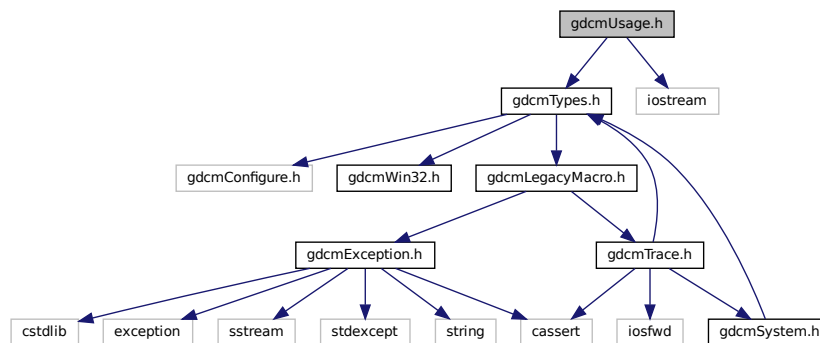 gdcmUsage.h
gdcmTypes.h
iostream
gdcmConfigure.h
gdcmWin32.h
gdcmLegacyMacro.h
gdcmException.h
gdcmTrace.h
cstdlib
exception
sstream
stdexcept
string
cassert
iosfwd
gdcmSystem.h